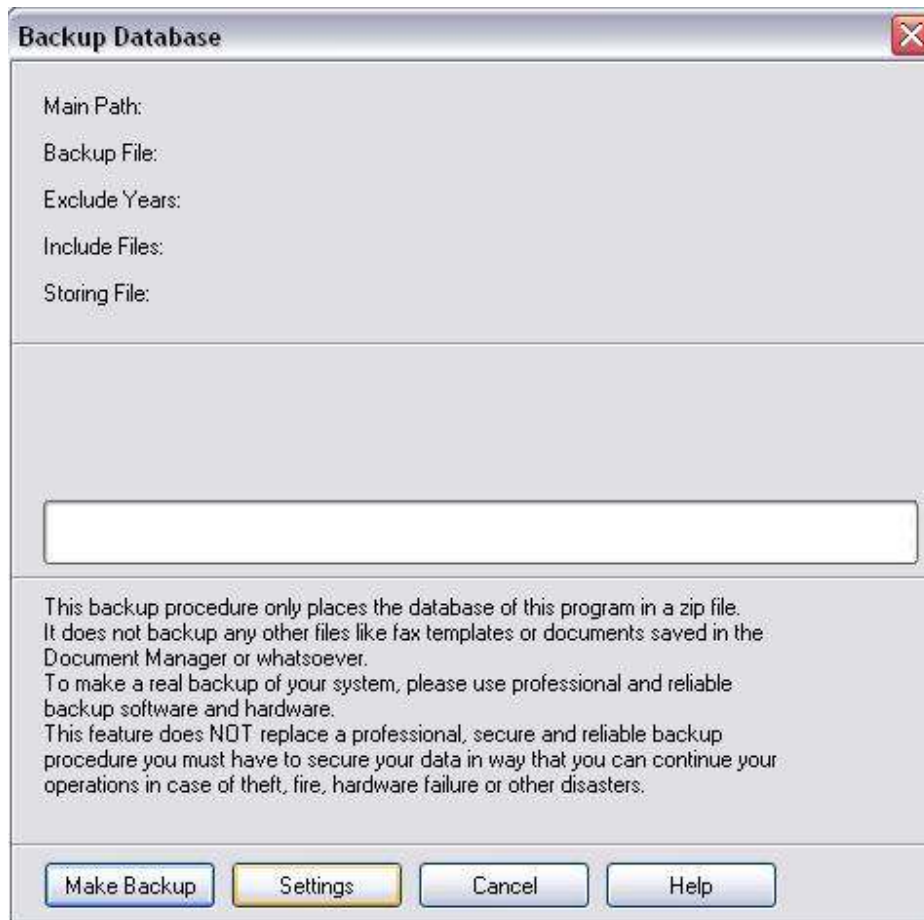 Backup Database
Main Path:
Backup File:
Exclude Years:
Include Files:
Storing File:
This backup procedure only places the database of this program in a zip file.
It does not backup any other files like fax templates or documents saved in the
Document Manager or whatsoever.
To make a real backup of your system, please use professional and reliable
backup software and hardware.
This feature does NOT replace a professional, secure and reliable backup
procedure you must have to secure your data in way that you can continue your
operations in case of theft, fire, hardware failure or other disasters.
Make Backup Settings Cancel Help